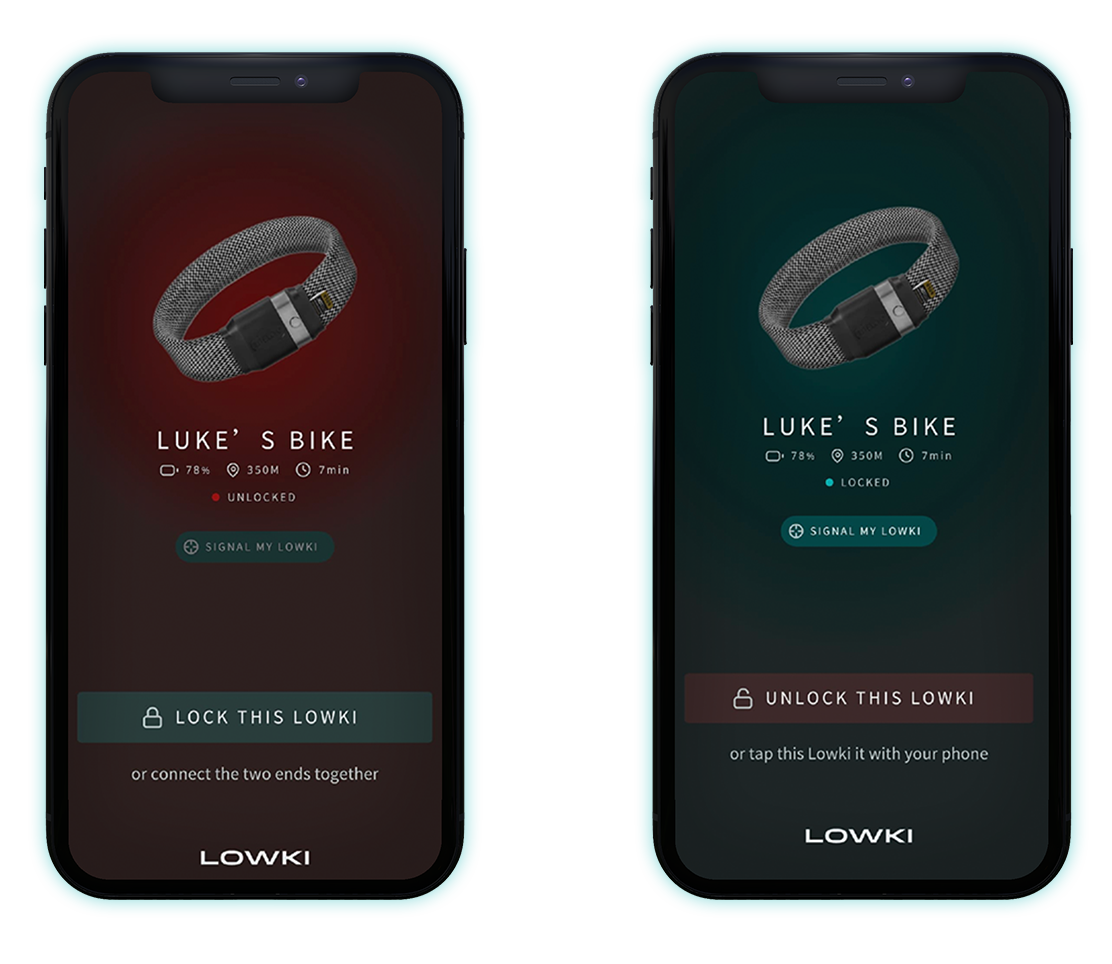 LUKE’ S BIKE
78% 350M 7min
UNLOCKED
SIGNAL MY LOWKI
LOCK THIS LOWKI
or connect the two ends together
LOWKI
LUKE’ S BIKE
78% 350M 7min
LOCKED
SIGNAL MY LOWKI
UNLOCK THIS LOWKI
or tap this Lowki it with your phone
LOWKI